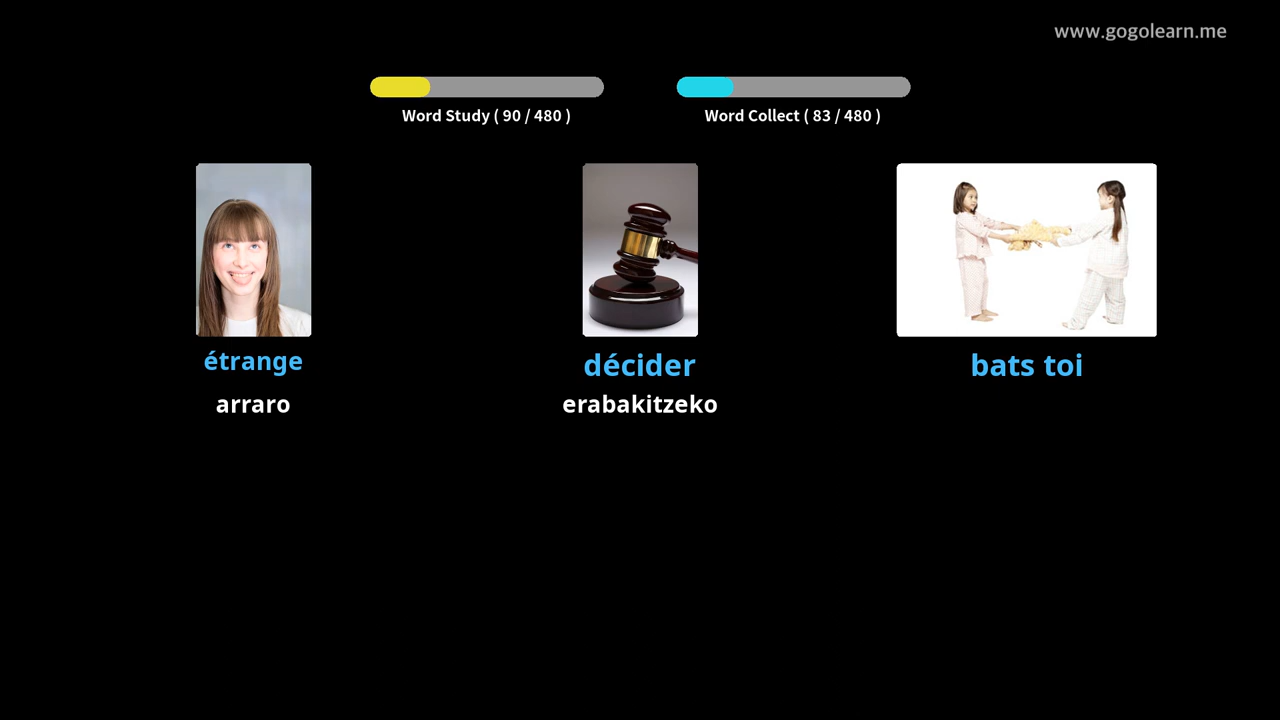 www.gogolearn.me
Word Study ( 90 / 480 )
Word Collect ( 83 / 480 )
étrange
décider
bats toi
arraro
erabakitzeko